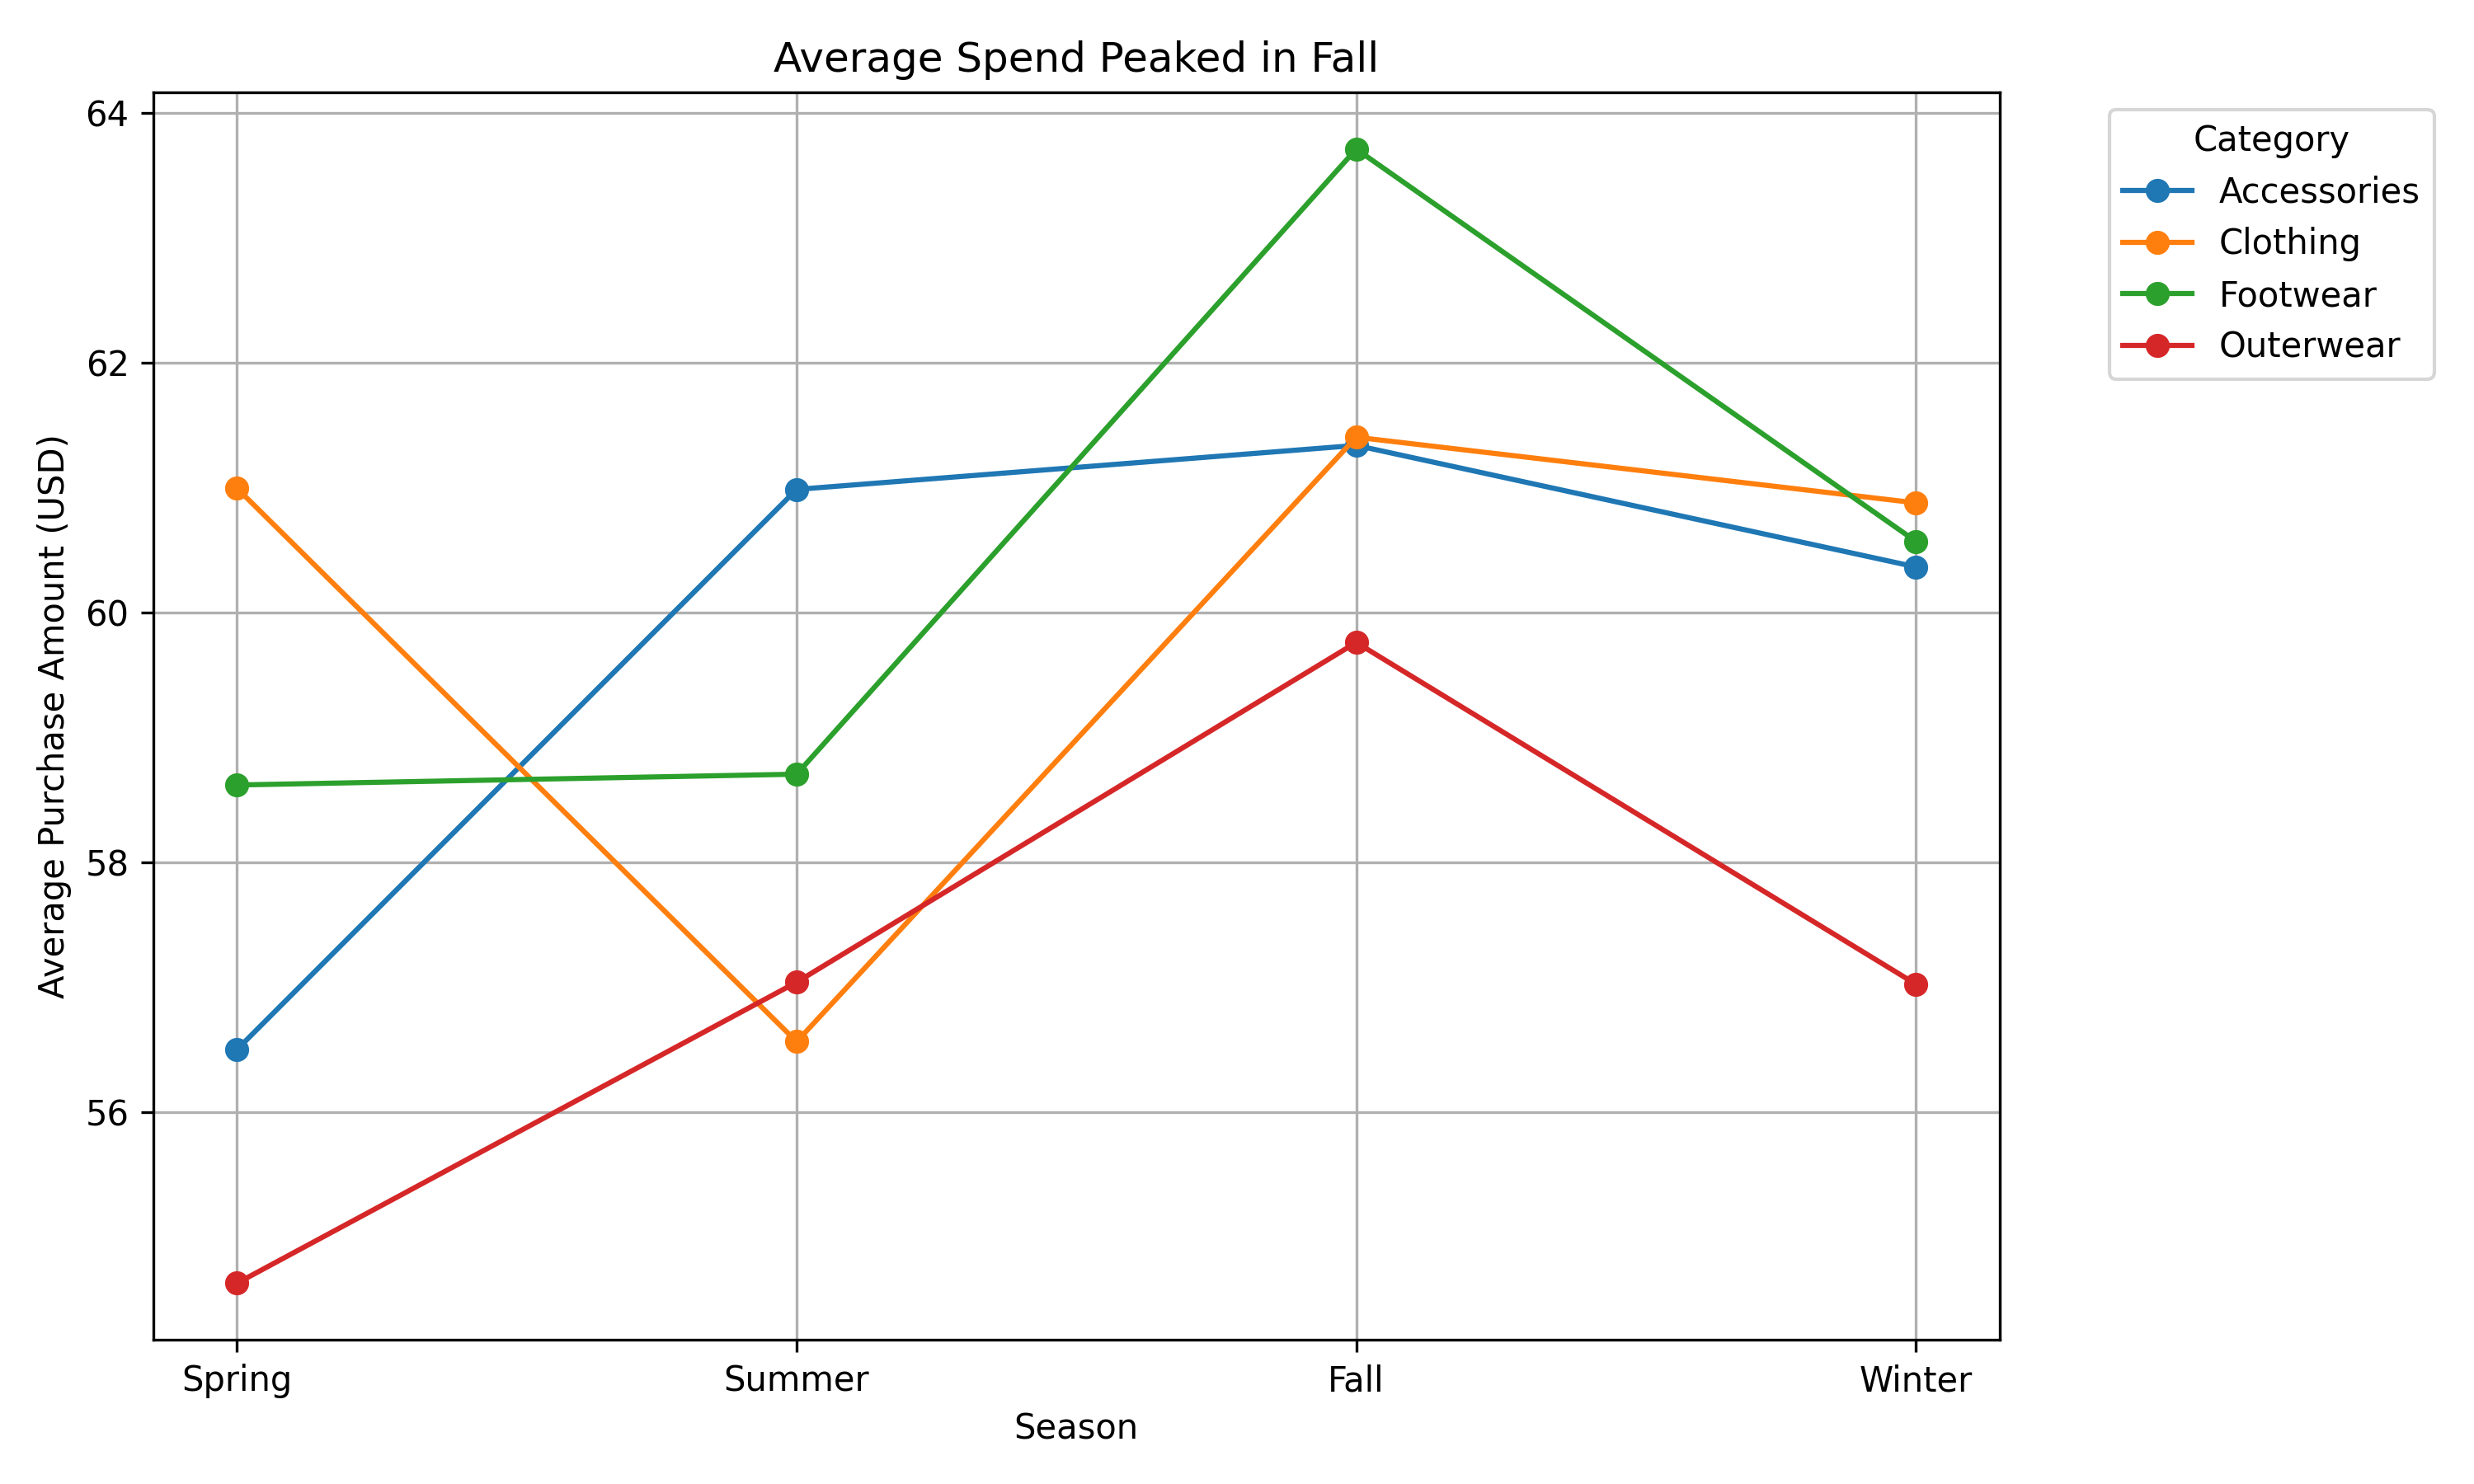 Average Spend Peaked in Fall
Average Purchase Amount (USD)
64
62
60
58
56
Spring
Summer
Fall
Winter
Season
Category
Accessories
Clothing
Footwear
Outerwear